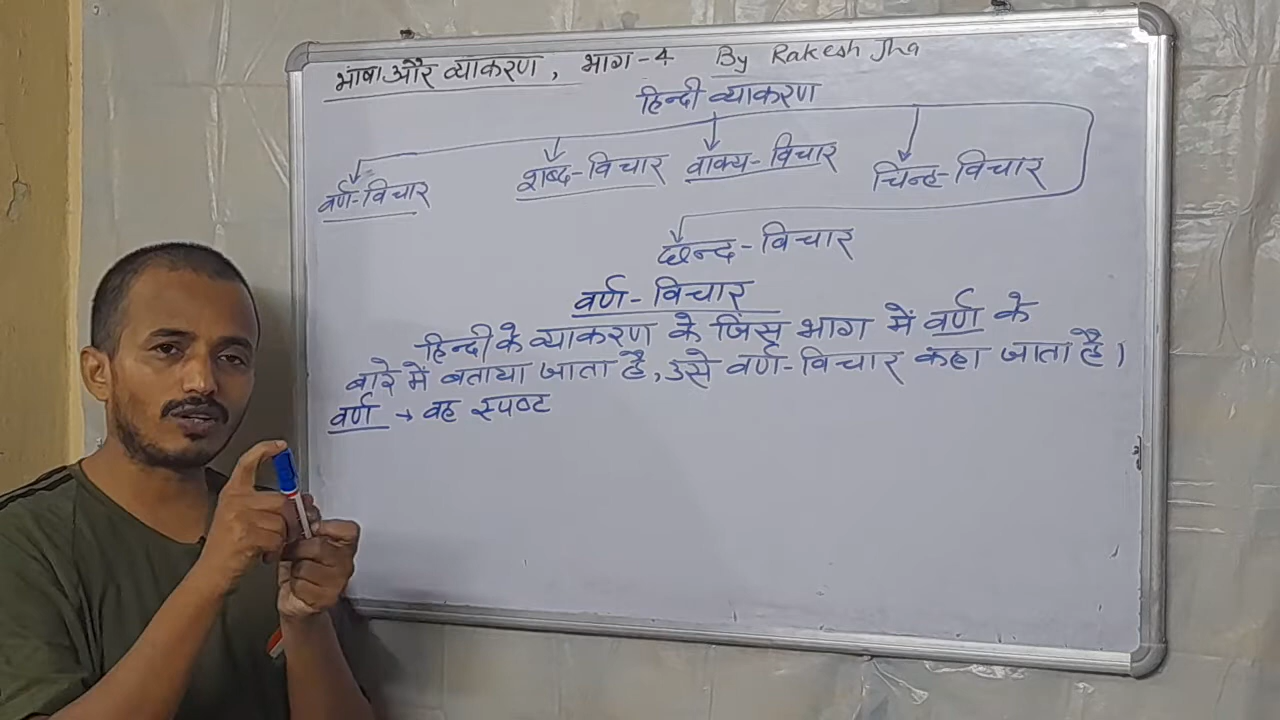 भाषा और व्याकरण, भाग-4 By Rakesh Jha
हिन्दी व्याकरण
वर्ण-विचार शब्द-विचार वाक्य-विचार चिन्ह-विचार
छन्द-विचार
वर्ण-विचार
हिन्दी के व्याकरण के जिस भाग में वर्ण के
बारे में बताया जाता है, उसे वर्ण-विचार कहा जाता है।
वर्ण → वह स्पष्ट